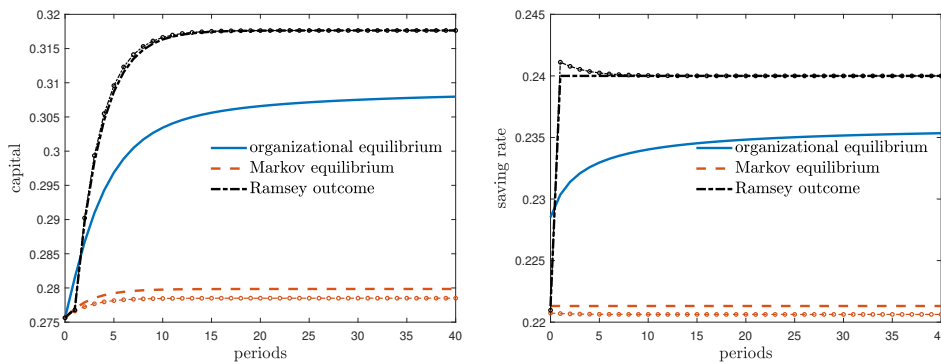 0.32
0.315
0.31
0.305
0.3
0.295
0.29
0.285
0.28
0.275
capital
organizational equilibrium
Markov equilibrium
Ramsey outcome
0 5 10 15 20 25 30 35 40
periods
0.245
0.24
0.235
0.23
0.225
0.22
saving rate
organizational equilibrium
Markov equilibrium
Ramsey outcome
0 5 10 15 20 25 30 35 40
periods